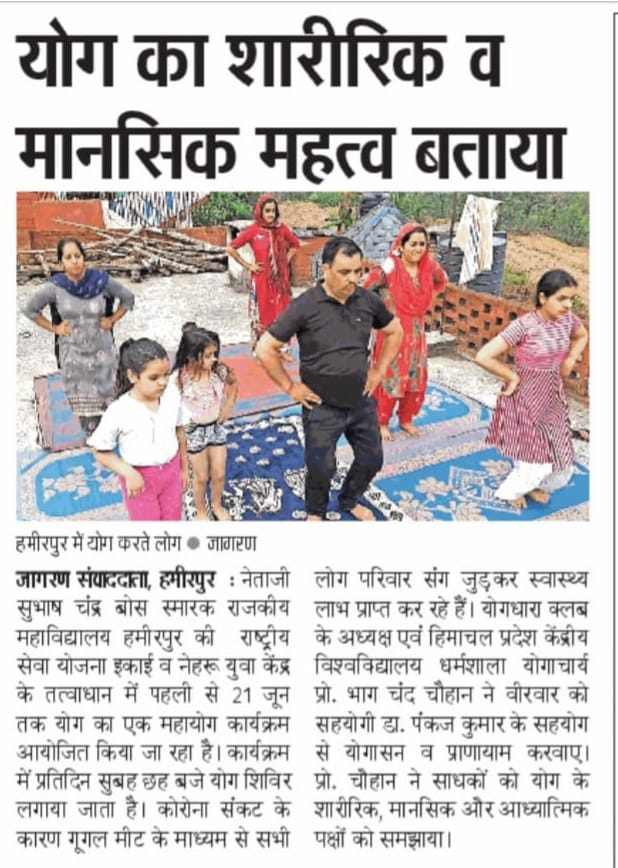 योग का शारीरिक व
मानसिक महत्व बताया
हमीरपुर में योग करते लोग ● जागरण
जागरण संवाददाता, हमीरपुर : नेताजी
सुभाष चंद्र बोस स्मारक राजकीय
महाविद्यालय हमीरपुर की राष्ट्रीय
सेवा योजना इकाई व नेहरू युवा केंद्र
के तत्वाधान में पहली से 21 जून
तक योग का एक महायोग कार्यक्रम
आयोजित किया जा रहा है। कार्यक्रम
में प्रतिदिन सुबह छह बजे योग शिविर
लगाया जाता है। कोरोना संकट के
कारण गूगल मीट के माध्यम से सभी
लोग परिवार संग जुड़कर स्वास्थ्य
लाभ प्राप्त कर रहे हैं। योगधारा क्लब
के अध्यक्ष एवं हिमाचल प्रदेश केंद्रीय
विश्वविद्यालय धर्मशाला योगाचार्य
प्रो. भाग चंद चौहान ने वीरवार को
सहयोगी डा. पंकज कुमार के सहयोग
से योगासन व प्राणायाम करवाए।
प्रो. चौहान ने साधकों को योग के
शारीरिक, मानसिक और आध्यात्मिक
पक्षों को समझाया।